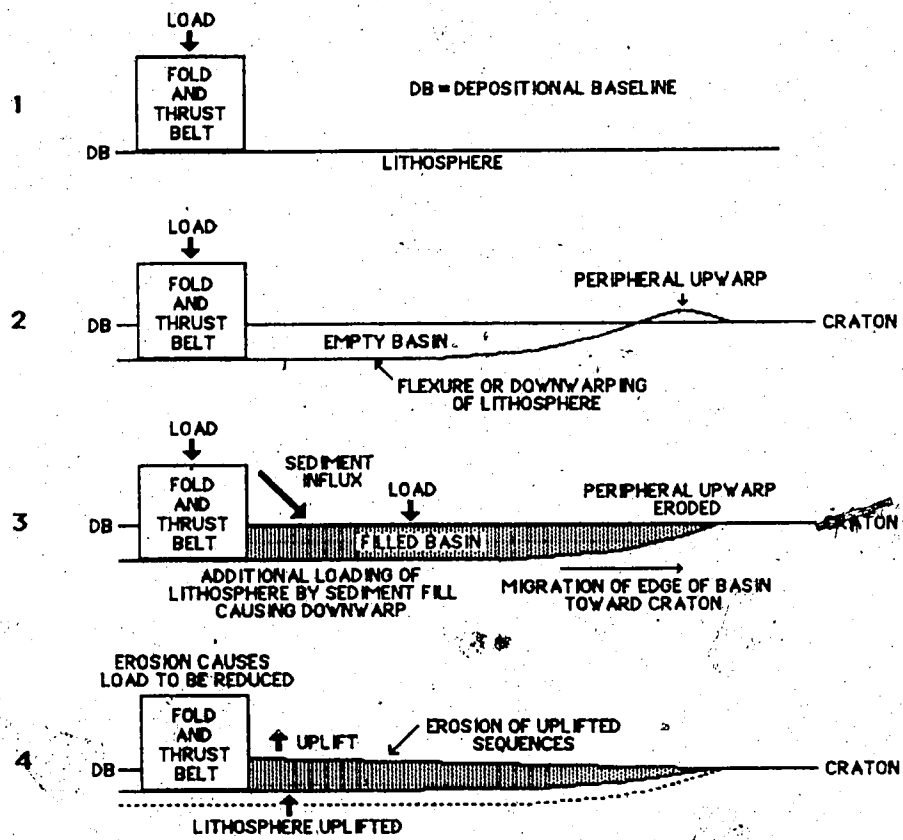 1
LOAD
FOLD
AND
THRUST
BELT
DB = DEPOSITIONAL BASELINE
DB
LITHOSPHERE
2
LOAD
FOLD
AND
THRUST
BELT
DB
EMPTY BASIN
PERIPHERAL UPWARP
CRATON
FLEXURE OR DOWNWARPING
OF LITHOSPHERE
3
LOAD
FOLD
AND
THRUST
BELT
DB
SEDIMENT
INFLUX
LOAD
PERIPHERAL UPWARP
ERODED
CRATON
FILLED BASIN
ADDITIONAL LOADING OF
LITHOSPHERE BY SEDIMENT FILL
CAUSING DOWNWARP
MIGRATION OF EDGE OF BASIN
TOWARD CRATON
4
EROSION CAUSES
LOAD TO BE REDUCED
FOLD
AND
THRUST
BELT
DB
UPLIFT
EROSION OF UPLIFTED
SEQUENCES
CRATON
LITHOSPHERE UPLIFTED